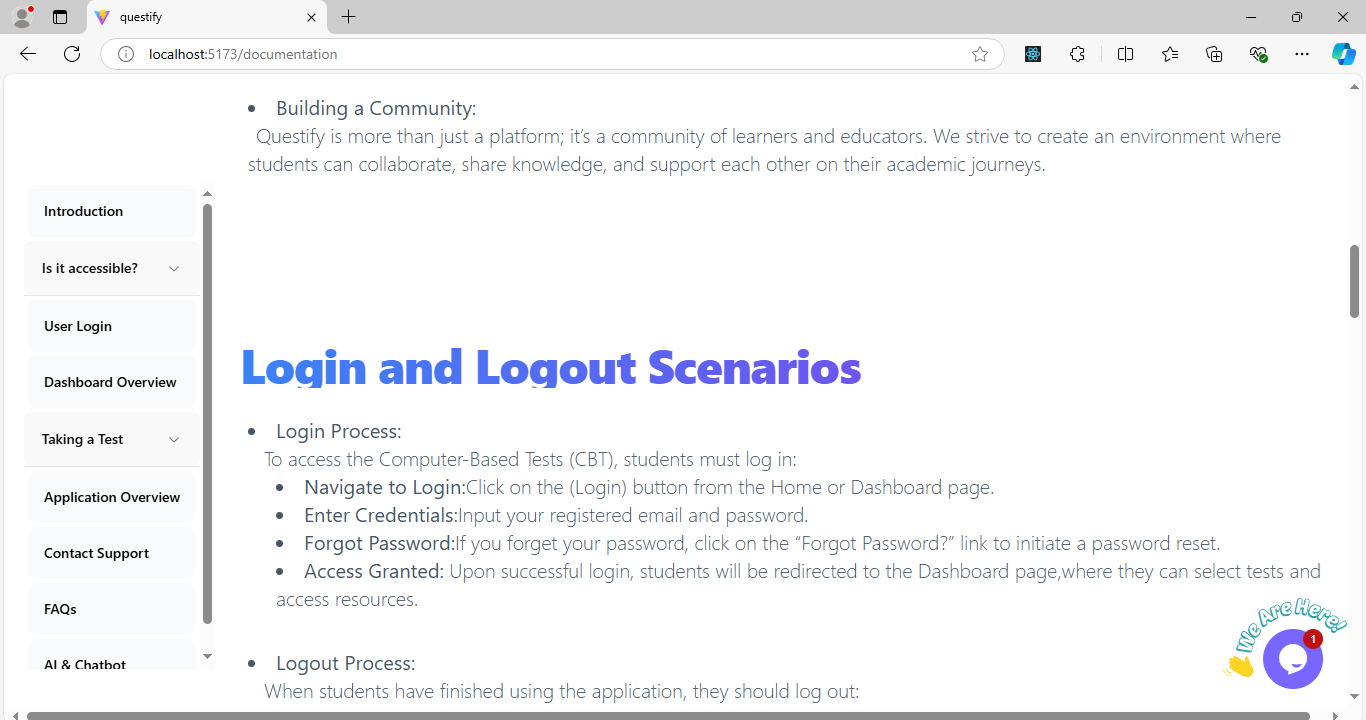 questify
localhost:5173/documentation
Building a Community:
Questify is more than just a platform; it's a community of learners and educators. We strive to create an environment where
students can collaborate, share knowledge, and support each other on their academic journeys.
Introduction
Is it accessible?
User Login
Dashboard Overview
Taking a Test
Application Overview
Contact Support
FAQs
AI & Chatbot
Login and Logout Scenarios
Login Process:
To access the Computer-Based Tests (CBT), students must log in:
Navigate to Login:Click on the (Login) button from the Home or Dashboard page.
Enter Credentials:Input your registered email and password.
Forgot Password:If you forget your password, click on the “Forgot Password?” link to initiate a password reset.
Access Granted: Upon successful login, students will be redirected to the Dashboard page,where they can select tests and
access resources.
Logout Process:
When students have finished using the application, they should log out:
We Are Here!
1